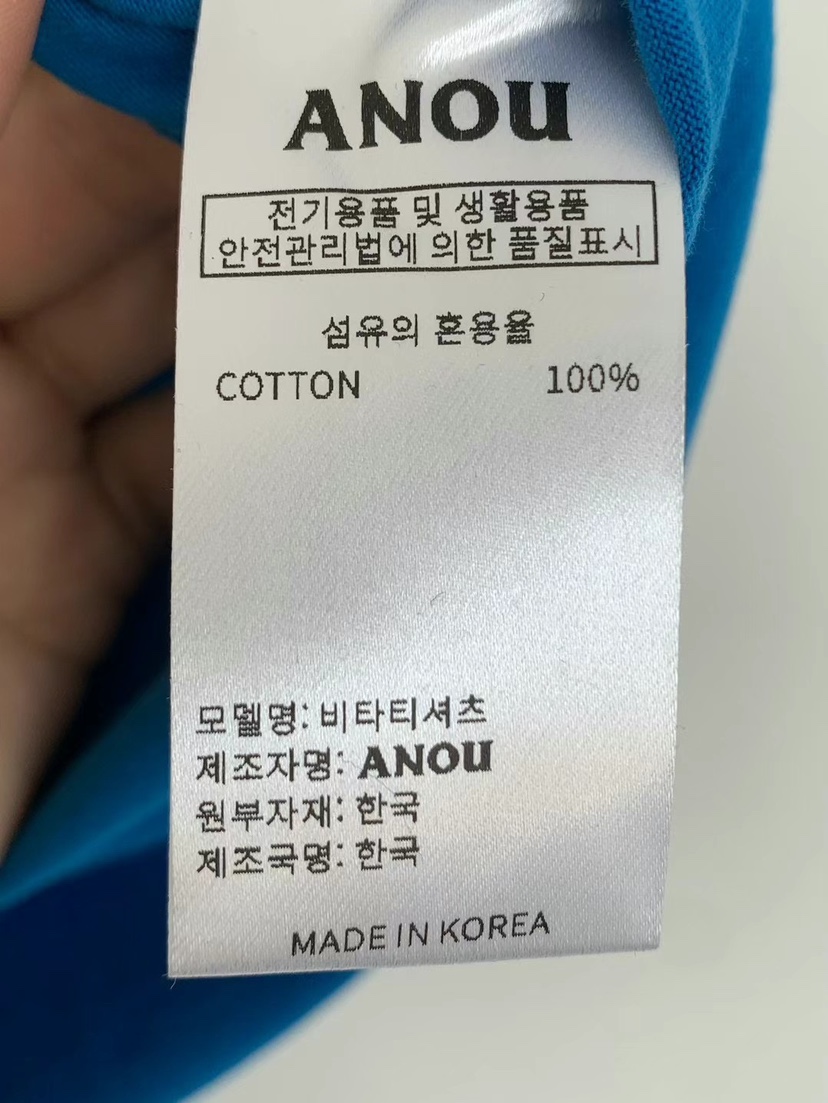 ANOU
전기용품 및 생활용품
안전관리법에 의한 품질표시
섬유의 혼용율
COTTON 100%
모델명: 비타티셔츠
제조자명: ANOU
원부자재: 한국
제조국명: 한국
MADE IN KOREA